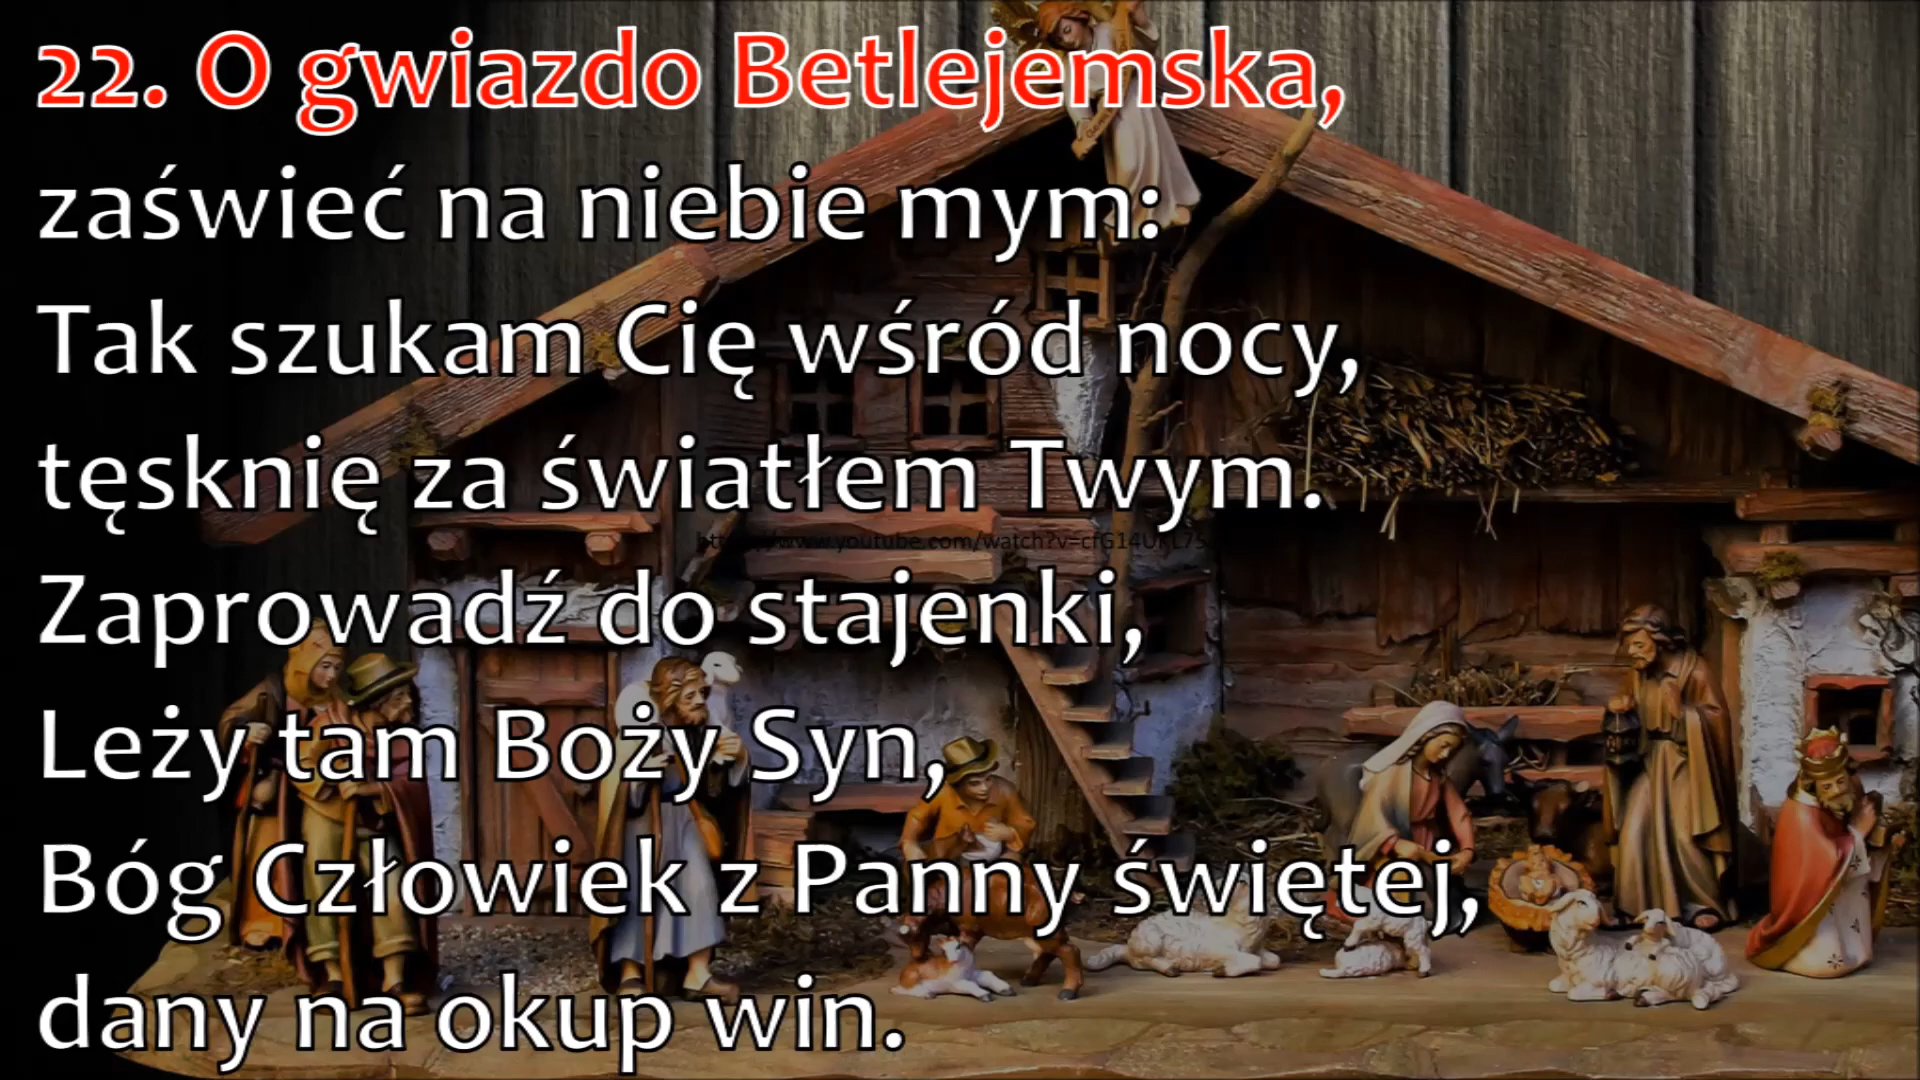 22. O gwiazdo Betlejemska,
zaświeć na niebie mym:
Tak szukam Cię wśród nocy,
tęsknię za światłem Twym.
Zaprowadź do stajenki,
Leży tam Boży Syn,
Bóg Człowiek z Panny świętej,
dany na okup win.